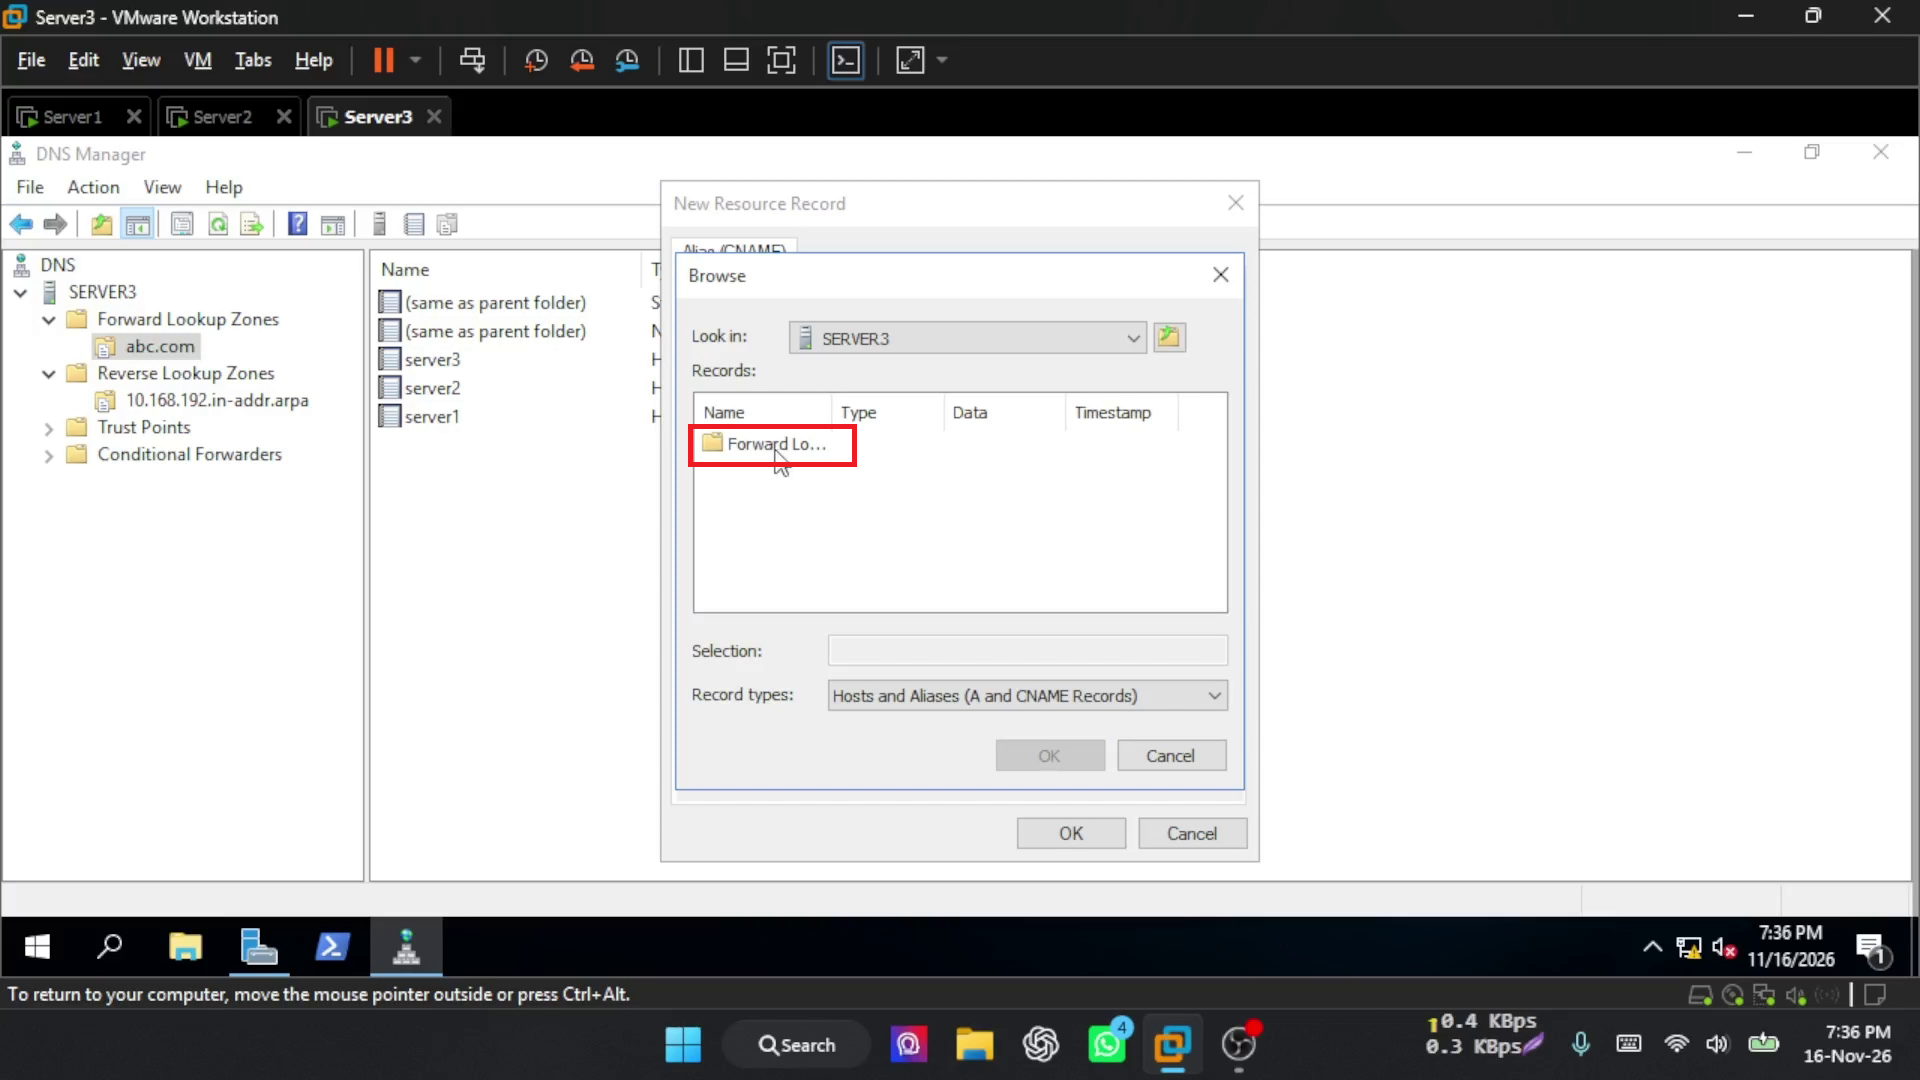 Server3 - VMware Workstation
File Edit View VM Tabs Help
Server1 Server2 Server3
DNS Manager
File Action View Help
DNS
SERVER3
Forward Lookup Zones
abc.com
Reverse Lookup Zones
10.168.192.in-addr.arpa
Trust Points
Conditional Forwarders
Name
(same as parent folder)
(same as parent folder)
server3
server2
server1
New Resource Record
Alias (CNAME)
Browse
Look in: SERVER3
Records:
Name Type Data Timestamp
Forward Lo...
Selection:
Record types: Hosts and Aliases (A and CNAME Records)
OK Cancel
OK Cancel
7:36 PM
11/16/2026
1
To return to your computer, move the mouse pointer outside or press Ctrl+Alt.
Search
4
0.4 KBps
0.3 KBps
7:36 PM
16-Nov-26